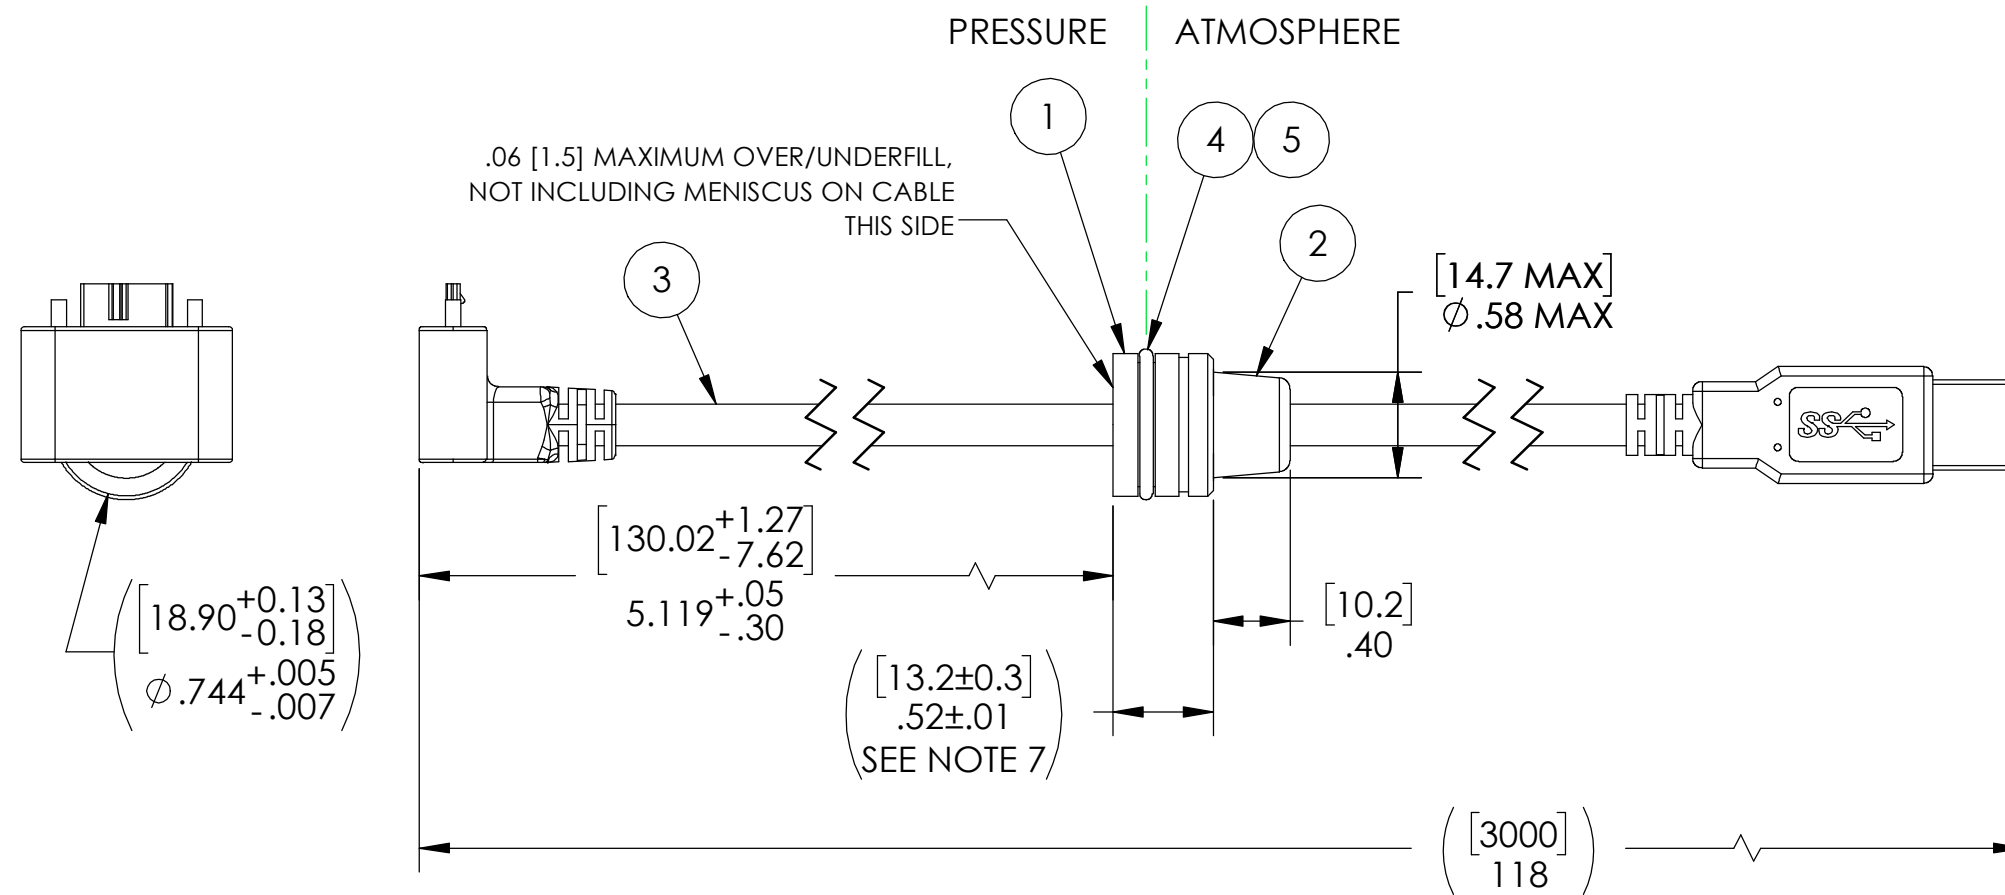 PRESSURE
ATMOSPHERE
1
4
5
.06 [1.5] MAXIMUM OVER/UNDERFILL,
NOT INCLUDING MENISCUS ON CABLE
THIS SIDE
2
3
[14.7 MAX]
∅.58 MAX
SS
[130.02 +1.27 -7.62]
5.119 +.05 -.30
([18.90 +0.13 -0.18]
∅.744 +.005 -.007)
[10.2]
.40
([13.2±0.3]
.52±.01
SEE NOTE 7)
([3000]
118)